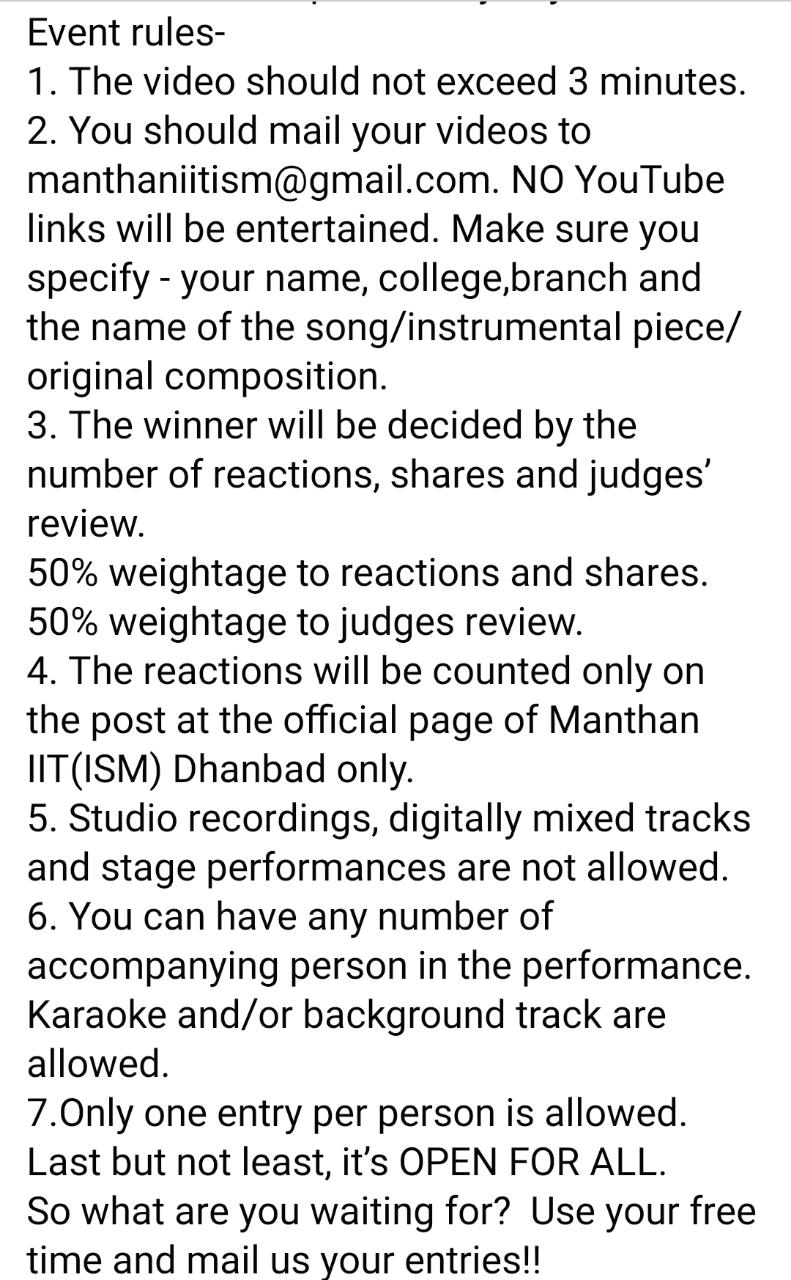 Event rules-
1. The video should not exceed 3 minutes.
2. You should mail your videos to
manthaniitism@gmail.com. NO YouTube
links will be entertained. Make sure you
specify - your name, college,branch and
the name of the song/instrumental piece/
original composition.
3. The winner will be decided by the
number of reactions, shares and judges’
review.
50% weightage to reactions and shares.
50% weightage to judges review.
4. The reactions will be counted only on
the post at the official page of Manthan
IIT(ISM) Dhanbad only.
5. Studio recordings, digitally mixed tracks
and stage performances are not allowed.
6. You can have any number of
accompanying person in the performance.
Karaoke and/or background track are
allowed.
7.Only one entry per person is allowed.
Last but not least, it’s OPEN FOR ALL.
So what are you waiting for?  Use your free
time and mail us your entries!!